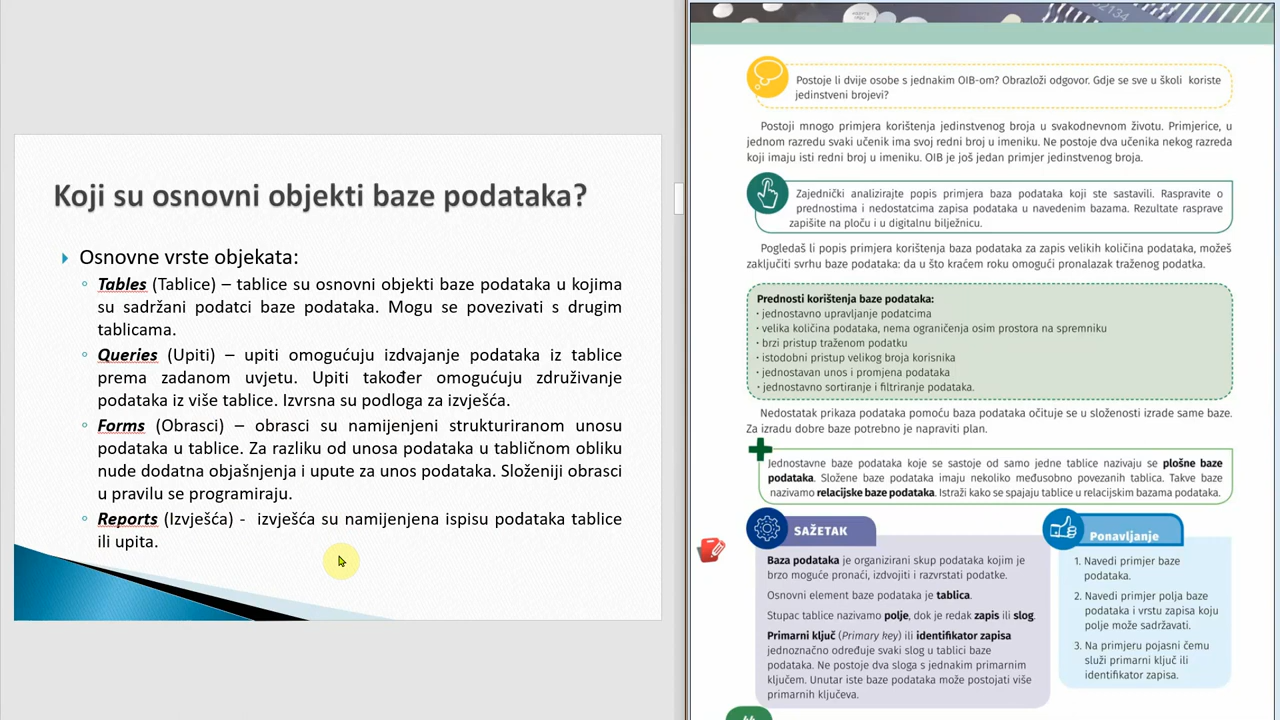 Koji su osnovni objekti baze podataka?
Osnovne vrste objekata:
Tables (Tablice) – tablice su osnovni objekti baze podataka u kojima
su sadržani podatci baze podataka. Mogu se povezivati s drugim
tablicama.
Queries (Upiti) – upiti omogućuju izdvajanje podataka iz tablice
prema zadanom uvjetu. Upiti također omogućuju združivanje
podataka iz više tablice. Izvrsna su podloga za izvješća.
Forms (Obrasci) – obrasci su namijenjeni strukturiranom unosu
podataka u tablice. Za razliku od unosa podataka u tabličnom obliku
nude dodatna objašnjenja i upute za unos podataka. Složeniji obrasci
u pravilu se programiraju.
Reports (Izvješća) - izvješća su namijenjena ispisu podataka tablice
ili upita.
Postoje li dvije osobe s jednakim OIB-om? Obrazloži odgovor. Gdje se sve u školi koriste
jedinstveni brojevi?
Postoji mnogo primjera korištenja jedinstvenog broja u svakodnevnom životu. Primjerice, u
jednom razredu svaki učenik ima svoj redni broj u imeniku. Ne postoje dva učenika nekog razreda
koji imaju isti redni broj u imeniku. OIB je još jedan primjer jedinstvenog broja.
Zajednički analizirajte popis primjera baza podataka koji ste sastavili. Raspravite o
prednostima i nedostatcima zapisa podataka u navedenim bazama. Rezultate rasprave
zapišite na ploču i u digitalnu bilježnicu.
Pogledaš li popis primjera korištenja baza podataka za zapis velikih količina podataka, možeš
zaključiti svrhu baze podataka: da u što kraćem roku omogući pronalazak traženog podatka.
Prednosti korištenja baze podataka:
• jednostavno upravljanje podatcima
• velika količina podataka, nema ograničenja osim prostora na spremniku
• brzi pristup traženom podatku
• istodobni pristup velikog broja korisnika
• jednostavan unos i promjena podataka
• jednostavno sortiranje i filtriranje podataka.
Nedostatak prikaza podataka pomoću baza podataka očituje se u složenosti izrade same baze.
Za izradu dobre baze potrebno je napraviti plan.
Jednostavne baze podataka koje se sastoje od samo jedne tablice nazivaju se plošne baze
podataka. Složene baze podataka imaju nekoliko međusobno povezanih tablica. Takve baze
nazivamo relacijske baze podataka. Istraži kako se spajaju tablice u relacijskim bazama podataka.
SAŽETAK
Baza podataka je organizirani skup podataka kojim je
brzo moguće pronaći, izdvojiti i razvrstati podatke.
Osnovni element baze podataka je tablica.
Stupac tablice nazivamo polje, dok je redak zapis ili slog.
Primarni ključ (Primary key) ili identifikator zapisa
jednoznačno određuje svaki slog u tablici baze
podataka. Ne postoje dva sloga s jednakim primarnim
ključem. Unutar iste baze podataka može postojati više
primarnih ključeva.
Ponavljanje
1. Navedi primjer baze
podataka.
2. Navedi primjer polja baze
podataka i vrstu zapisa koju
polje može sadržavati.
3. Na primjeru pojasni čemu
služi primarni ključ ili
identifikator zapisa.